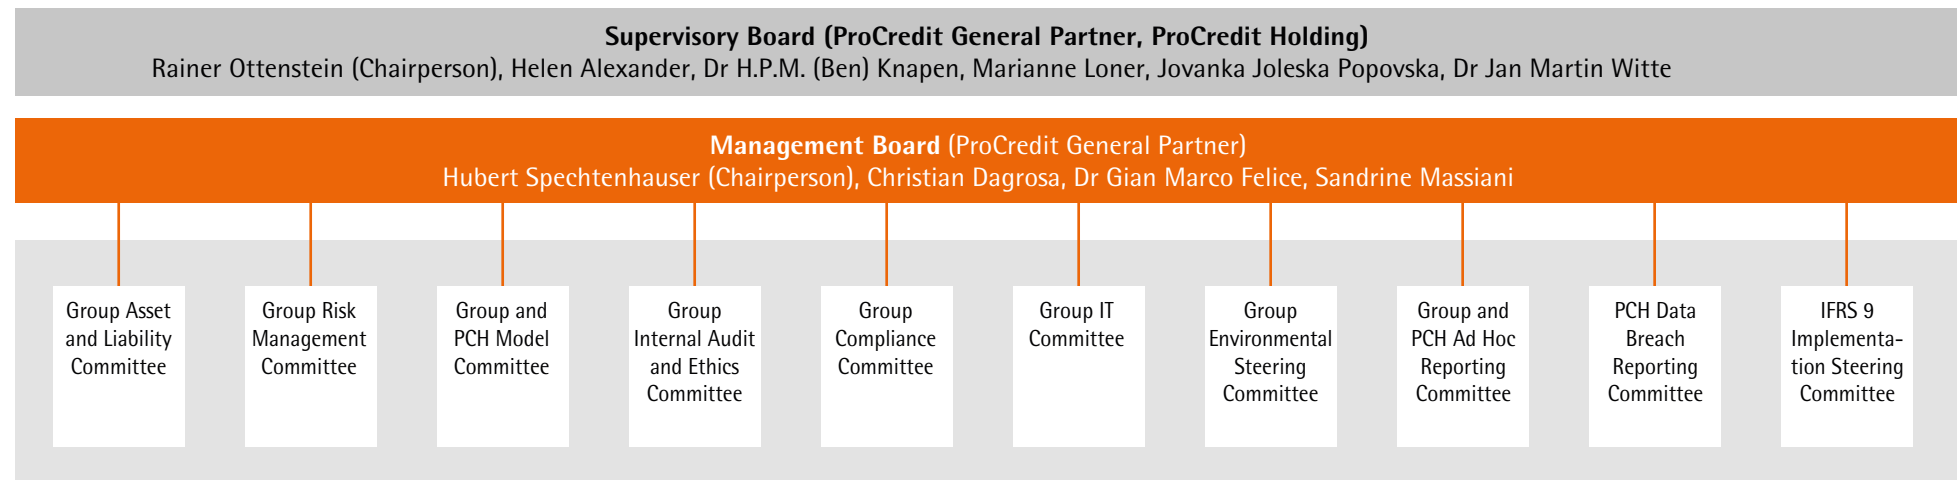 Supervisory Board (ProCredit General Partner, ProCredit Holding)
Rainer Ottenstein (Chairperson), Helen Alexander, Dr H.P.M. (Ben) Knapen, Marianne Loner, Jovanka Joleska Popovska, Dr Jan Martin Witte
Management Board (ProCredit General Partner)
Hubert Spechtenhauser (Chairperson), Christian Dagrosa, Dr Gian Marco Felice, Sandrine Massiani
Group Asset
and Liability
Committee
Group Risk
Management
Committee
Group and
PCH Model
Committee
Group
Internal Audit
and Ethics
Committee
Group
Compliance
Committee
Group IT
Committee
Group
Environmental
Steering
Committee
Group and
PCH Ad Hoc
Reporting
Committee
PCH Data
Breach
Reporting
Committee
IFRS 9
Implementa-
tion Steering
Committee